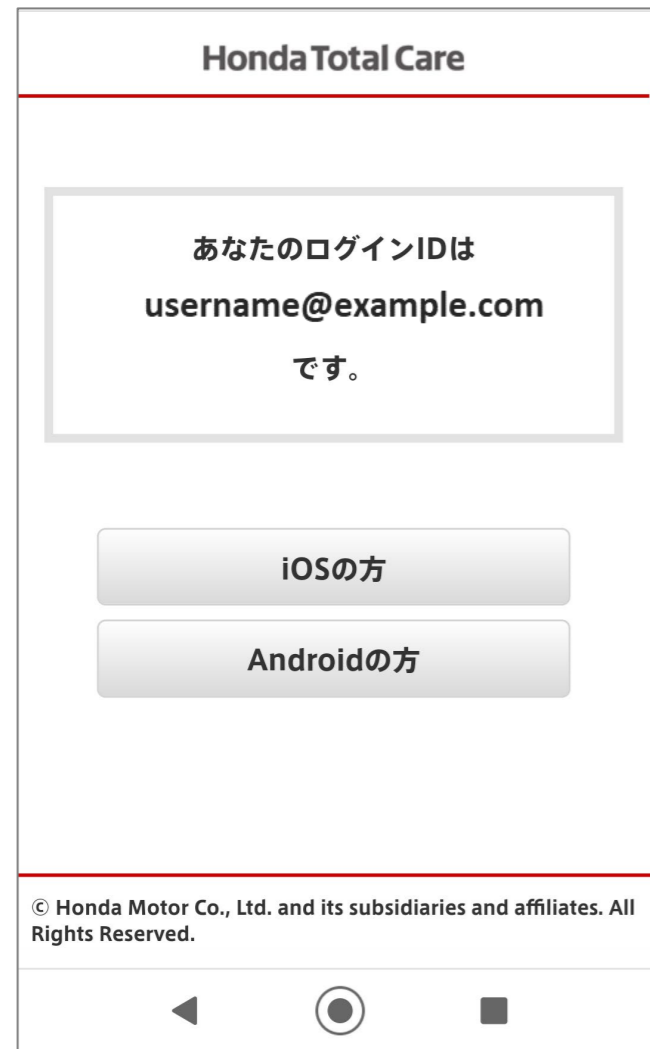 Honda Total Care
あなたのログインIDは
username@example.com
です。
iOSの方
Androidの方
© Honda Motor Co., Ltd. and its subsidiaries and affiliates. All
Rights Reserved.